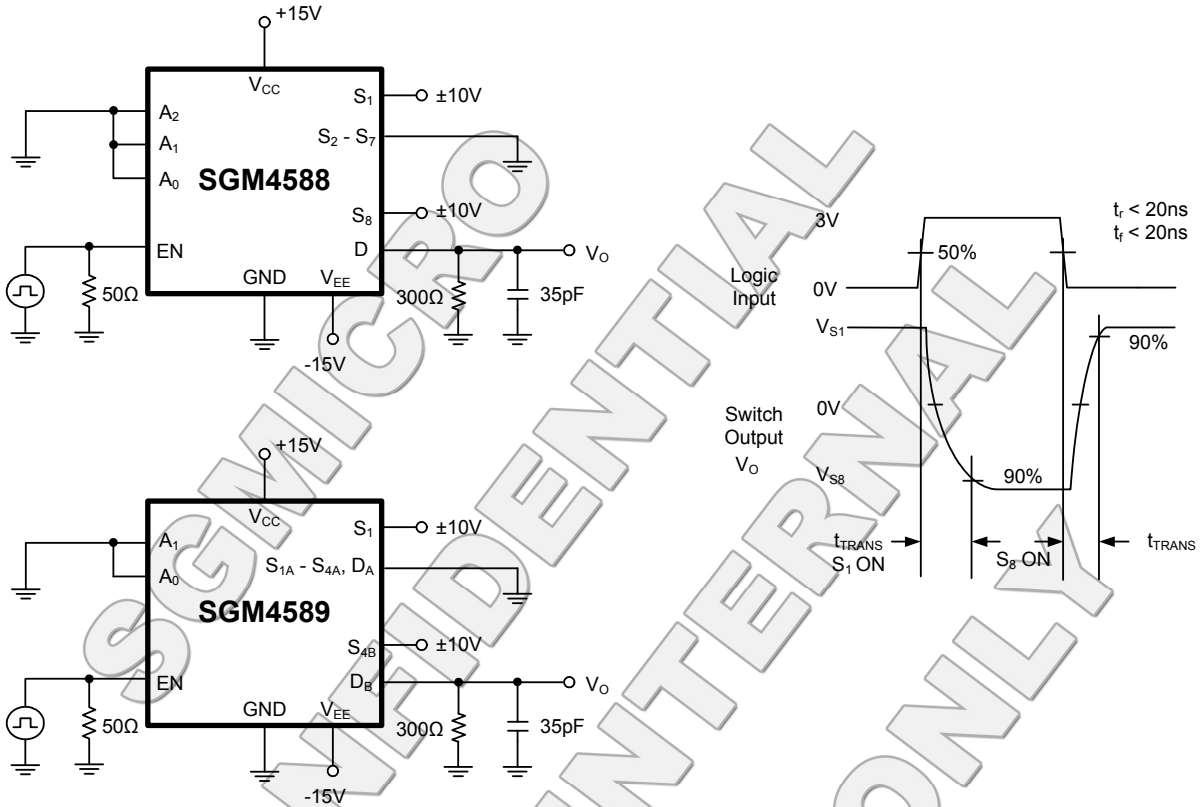 +15V
VCC
A2
A1
A0
SGM4588
S1
±10V
S2 - S7
S8
±10V
D
VO
EN
GND
VEE
50Ω
300Ω
35pF
-15V
+15V
VCC
A1
A0
SGM4589
S1
±10V
S1A - S4A, DA
S4B
±10V
DB
VO
EN
GND
VEE
50Ω
300Ω
35pF
-15V
3V
tr < 20ns
tf < 20ns
50%
Logic
Input
0V
VS1
90%
0V
Switch
Output
VO
VS8
90%
tTRANS
S1 ON
S8 ON
tTRANS
SGMICRO
CONFIDENTIAL
INTERNAL
ONLY